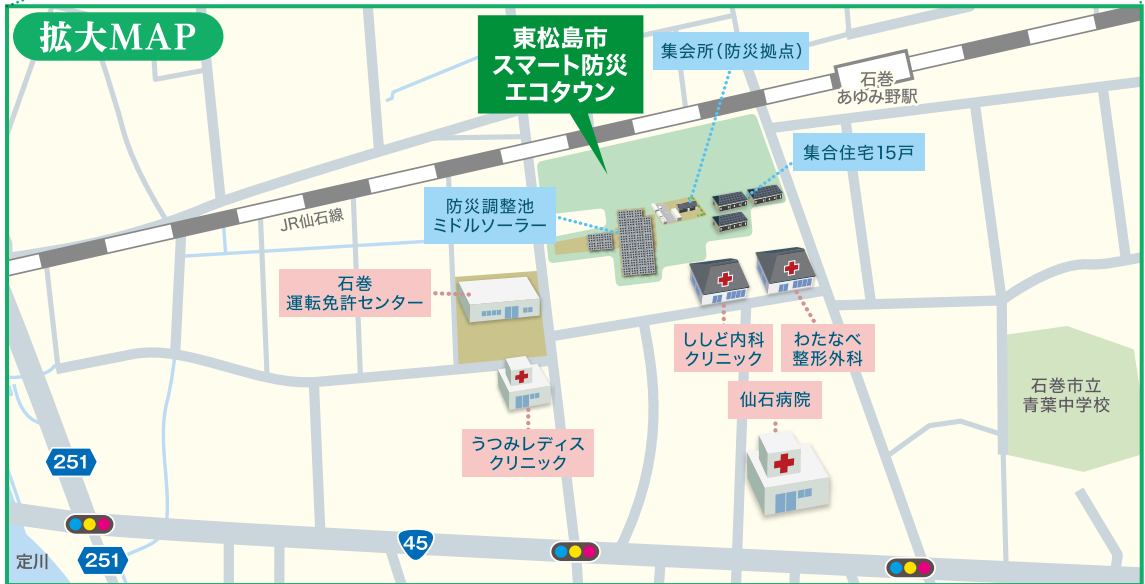 拡大MAP
東松島市
スマート防災
エコタウン
集会所(防災拠点)
石巻
あゆみ野駅
集合住宅15戸
防災調整池
ミドルソーラー
JR仙石線
石巻
運転免許センター
ししど内科
クリニック
わたなべ
整形外科
仙石病院
石巻市立
青葉中学校
うつみレディス
クリニック
251
45
251
定川